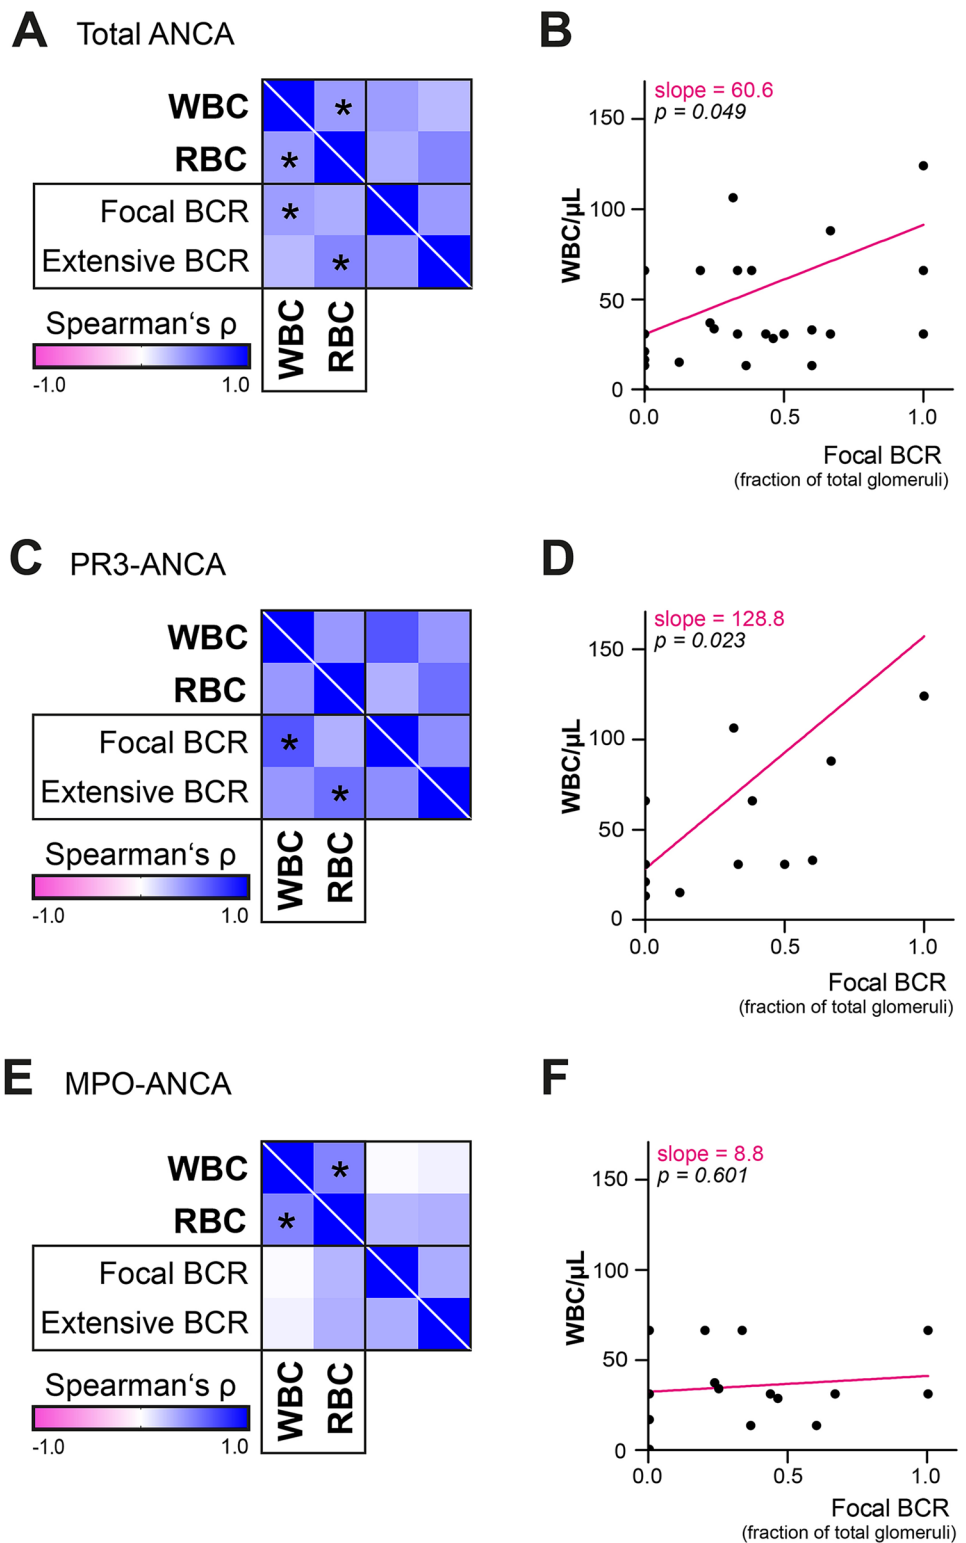 A Total ANCA
WBC
*
RBC
*
Focal BCR
*
Extensive BCR
*
Spearman‘s ρ
-1.0 1.0
WBC
RBC
B
slope = 60.6
p = 0.049
WBC/µL
150
100
50
0
0.0 0.5 1.0
Focal BCR
(fraction of total glomeruli)
C PR3-ANCA
WBC
RBC
Focal BCR
*
Extensive BCR
*
Spearman‘s ρ
-1.0 1.0
WBC
RBC
D
slope = 128.8
p = 0.023
WBC/µL
150
100
50
0
0.0 0.5 1.0
Focal BCR
(fraction of total glomeruli)
E MPO-ANCA
WBC
*
RBC
*
Focal BCR
Extensive BCR
Spearman‘s ρ
-1.0 1.0
WBC
RBC
F
slope = 8.8
p = 0.601
WBC/µL
150
100
50
0
0.0 0.5 1.0
Focal BCR
(fraction of total glomeruli)